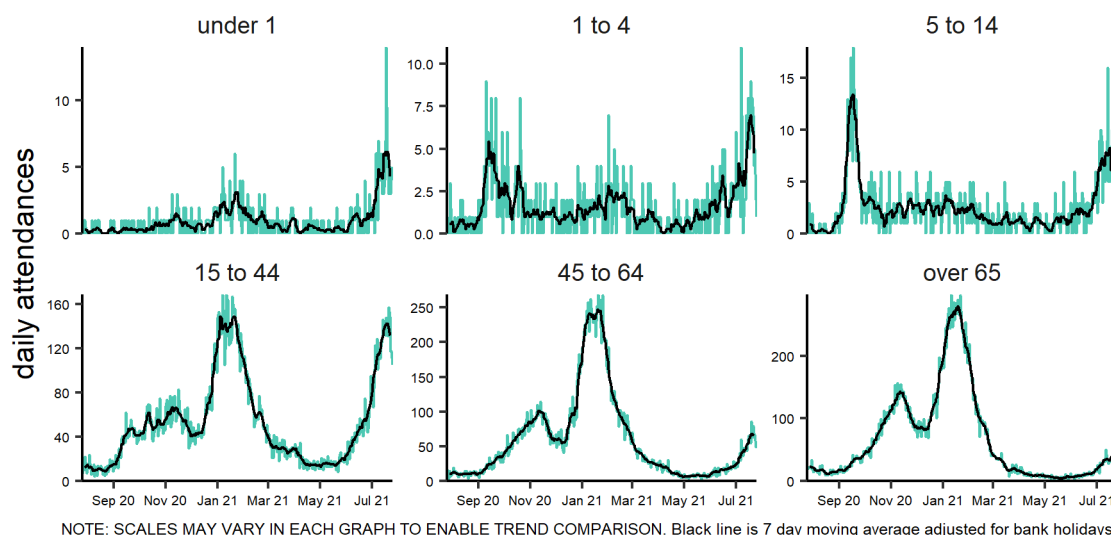 under 1
1 to 4
5 to 14
10
5
0
10.0
7.5
5.0
2.5
0.0
15
10
5
0
daily attendances
15 to 44
45 to 64
over 65
160
120
80
40
0
250
200
150
100
50
0
200
100
0
Sep 20 Nov 20 Jan 21 Mar 21 May 21 Jul 21
Sep 20 Nov 20 Jan 21 Mar 21 May 21 Jul 21
Sep 20 Nov 20 Jan 21 Mar 21 May 21 Jul 21
NOTE: SCALES MAY VARY IN EACH GRAPH TO ENABLE TREND COMPARISON. Black line is 7 day moving average adjusted for bank holidays